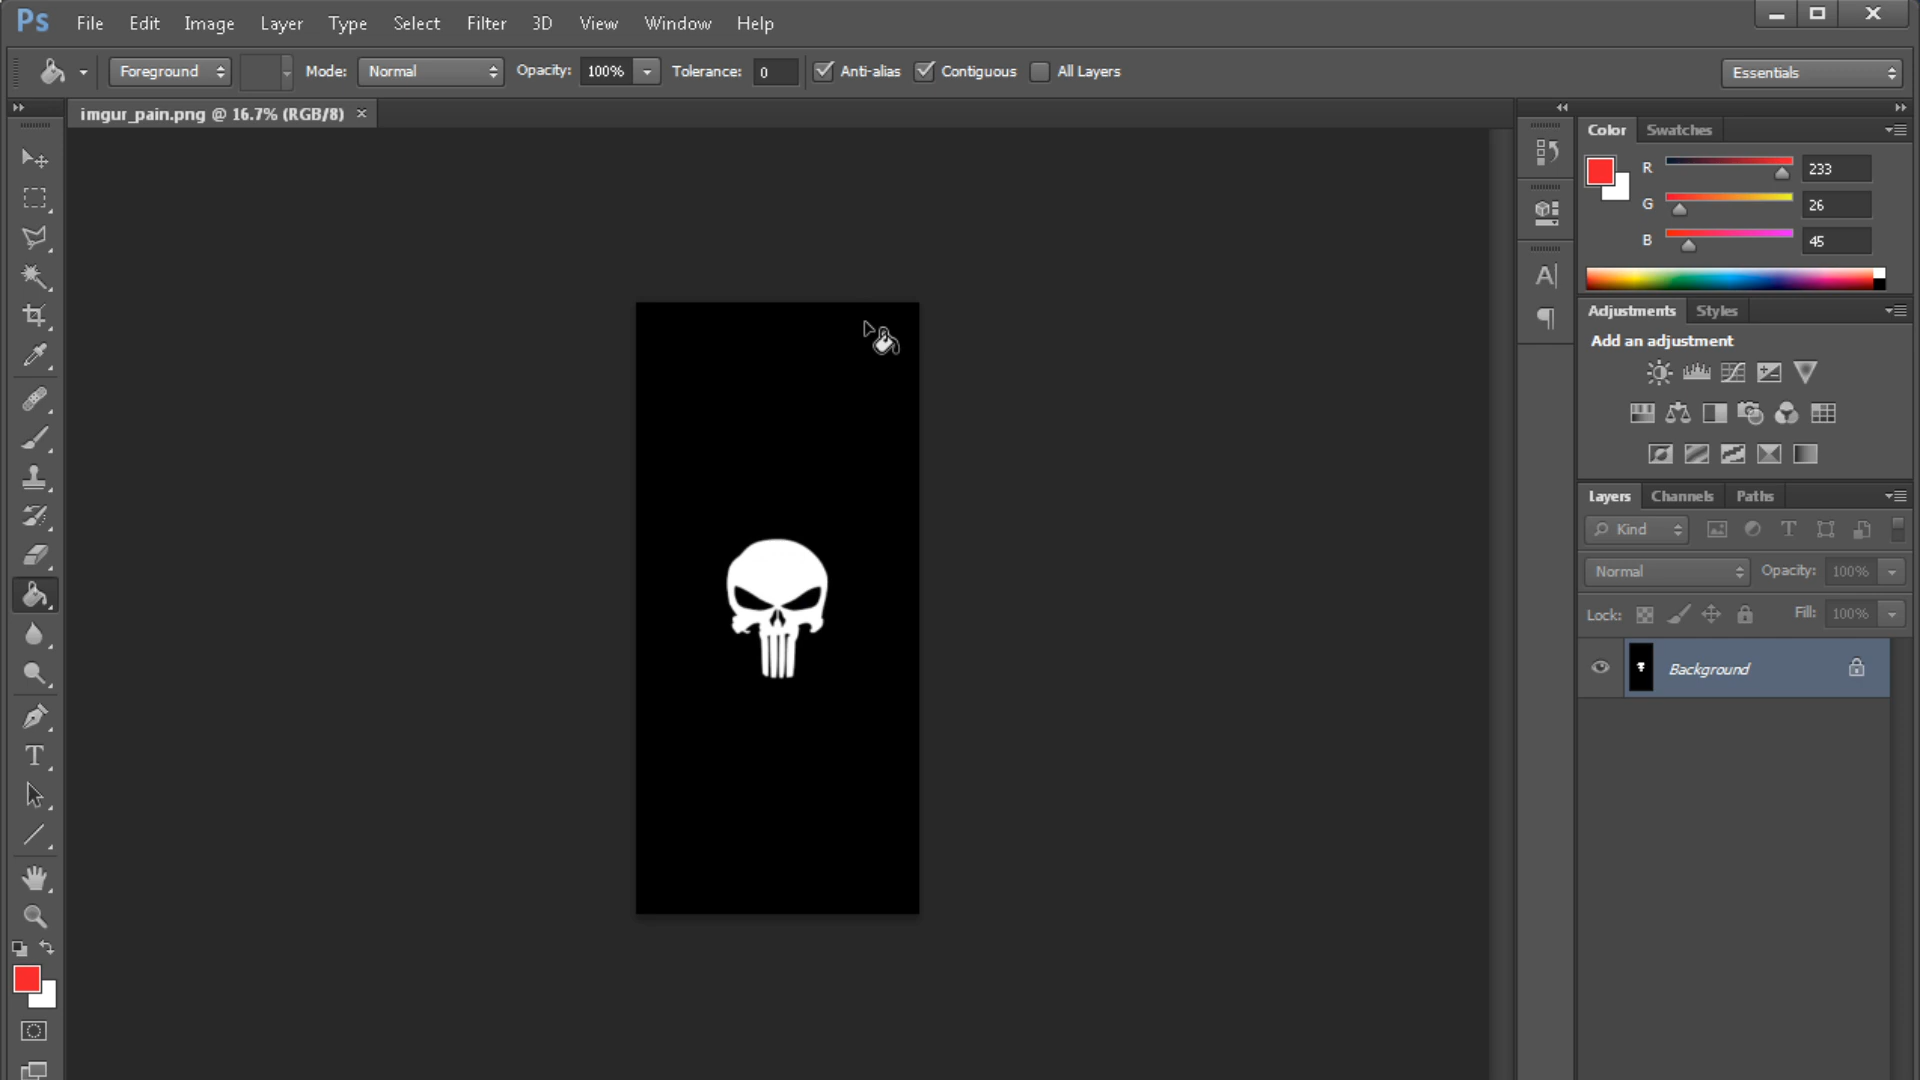 Ps File Edit Image Layer Type Select Filter 3D View Window Help
Foreground Mode: Normal Opacity: 100% Tolerance: 0 Anti-alias Contiguous All Layers Essentials
imgur_pain.png @ 16.7% (RGB/8) ×
Color Swatches
R 233
G 26
B 45
Adjustments Styles
Add an adjustment
Layers Channels Paths
Kind
Normal Opacity: 100%
Lock: Fill: 100%
Background